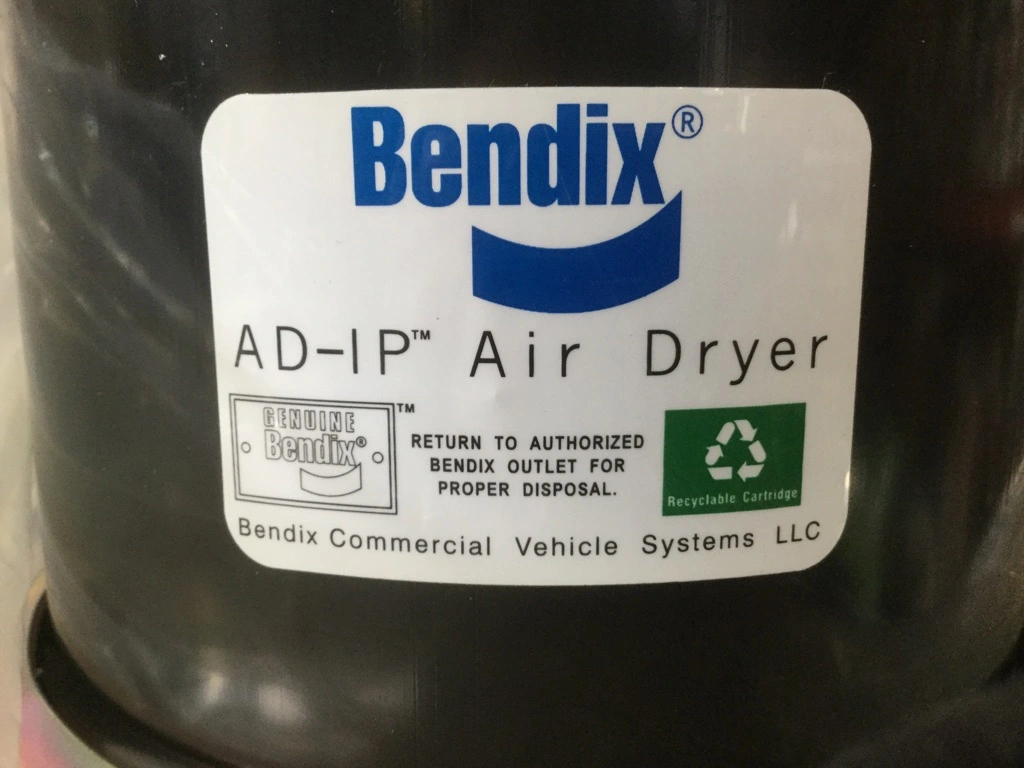 Bendix®
AD-IP™ Air Dryer
GENUINE
Bendix®
™
RETURN TO AUTHORIZED
BENDIX OUTLET FOR
PROPER DISPOSAL.
Recyclable Cartridge
Bendix Commercial Vehicle Systems LLC